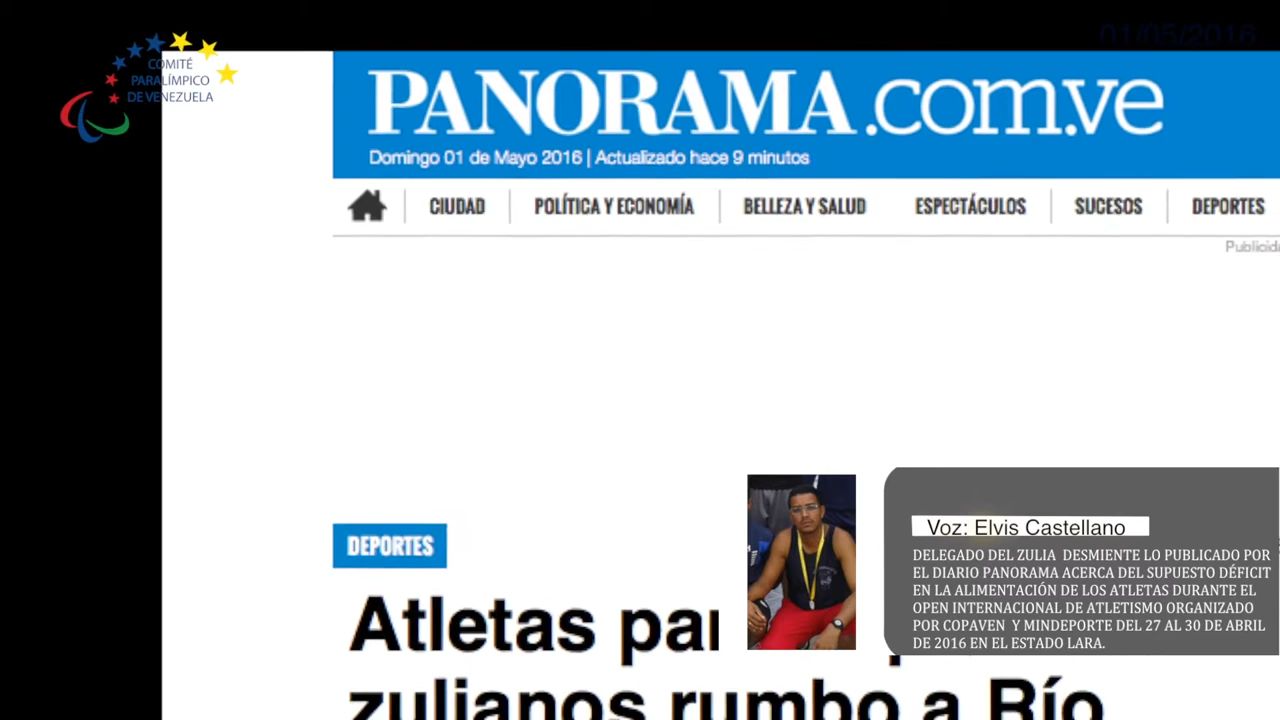 01/05/2016
COMITÉ
PARALÍMPICO
DE VENEZUELA
PANORAMA.com.ve
Domingo 01 de Mayo 2016 | Actualizado hace 9 minutos
CIUDAD POLÍTICA Y ECONOMÍA BELLEZA Y SALUD ESPECTÁCULOS SUCESOS DEPORTES
DEPORTES
Atletas
zulianos rumbo a Río
Voz: Elvis Castellano
DELEGADO DEL ZULIA DESMIENTE LO PUBLICADO POR
EL DIARIO PANORAMA ACERCA DEL SUPUESTO DÉFICIT
EN LA ALIMENTACIÓN DE LOS ATLETAS DURANTE EL
OPEN INTERNACIONAL DE ATLETISMO ORGANIZADO
POR COPAVEN Y MINDEPORTE DEL 27 AL 30 DE ABRIL
DE 2016 EN EL ESTADO LARA.